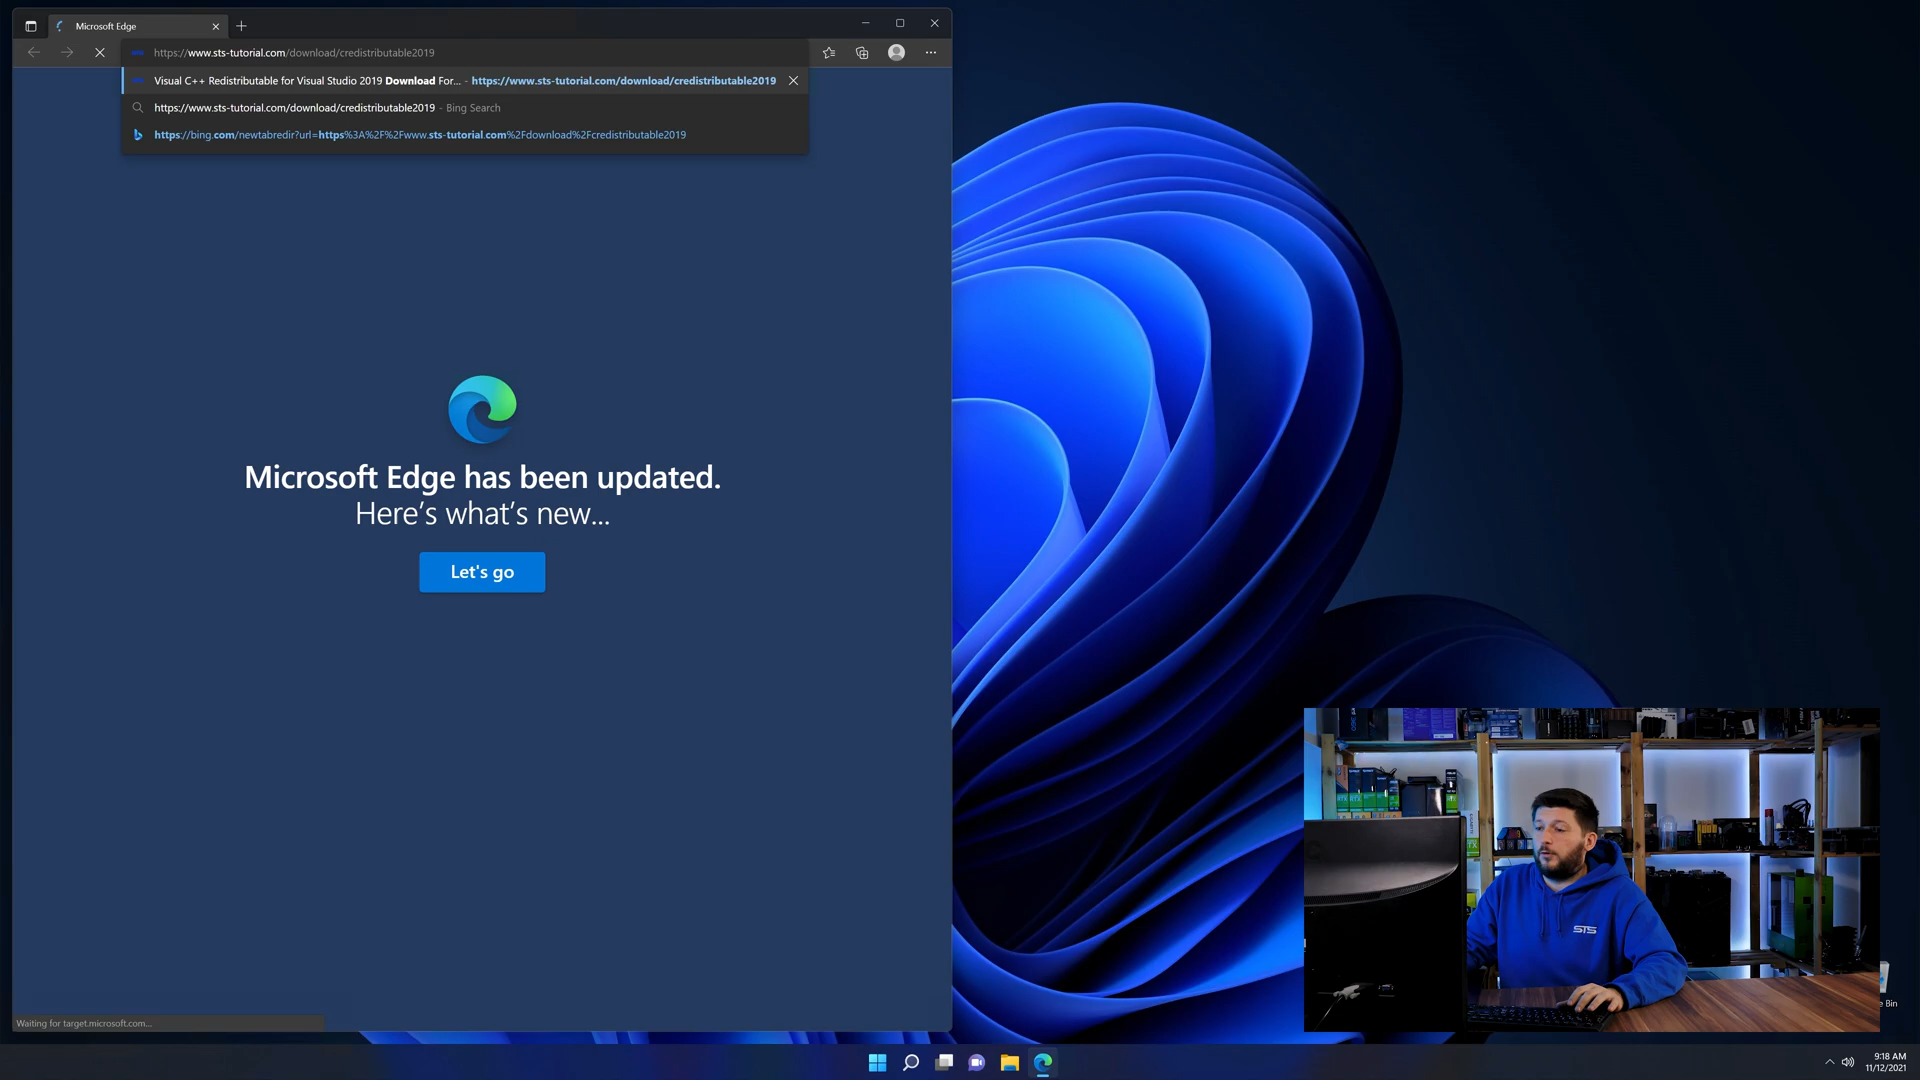 Microsoft Edge
https://www.sts-tutorial.com/download/credistributable2019
Visual C++ Redistributable for Visual Studio 2019 Download For... - https://www.sts-tutorial.com/download/credistributable2019
https://www.sts-tutorial.com/download/credistributable2019 - Bing Search
https://bing.com/newtabredir?url=https%3A%2F%2Fwww.sts-tutorial.com%2Fdownload%2Fcredistributable2019
Microsoft Edge has been updated.
Here's what's new...
Let's go
STS
Bin
Waiting for target.microsoft.com...
9:18 AM
11/12/2021